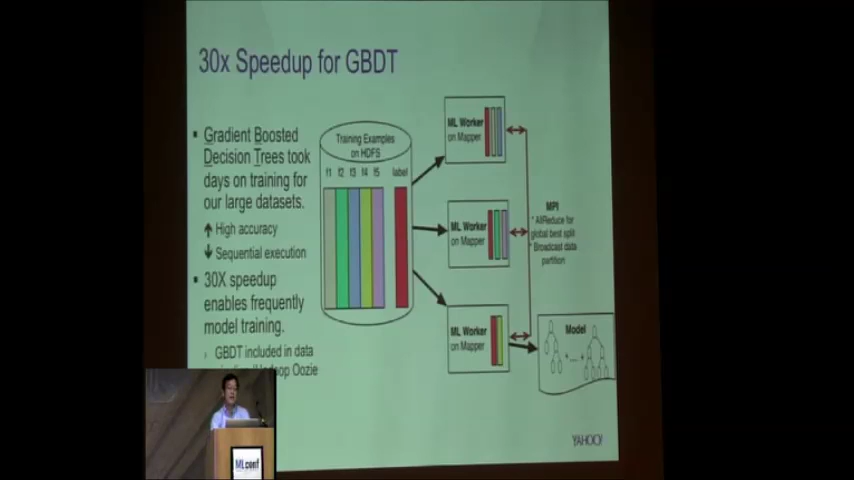 30x Speedup for GBDT
Gradient Boosted
Decision Trees took
days on training for
our large datasets.
High accuracy
Sequential execution
30X speedup
enables frequently
model training.
GBDT included in data
Oozie
Training Examples
on HDFS
f1 f2 f3 f4 f5 label
ML Worker
on Mapper
ML Worker
on Mapper
ML Worker
on Mapper
MPI
* AllReduce for
global best split
* Broadcast data
partition
Model
YAHOO!
MLconf